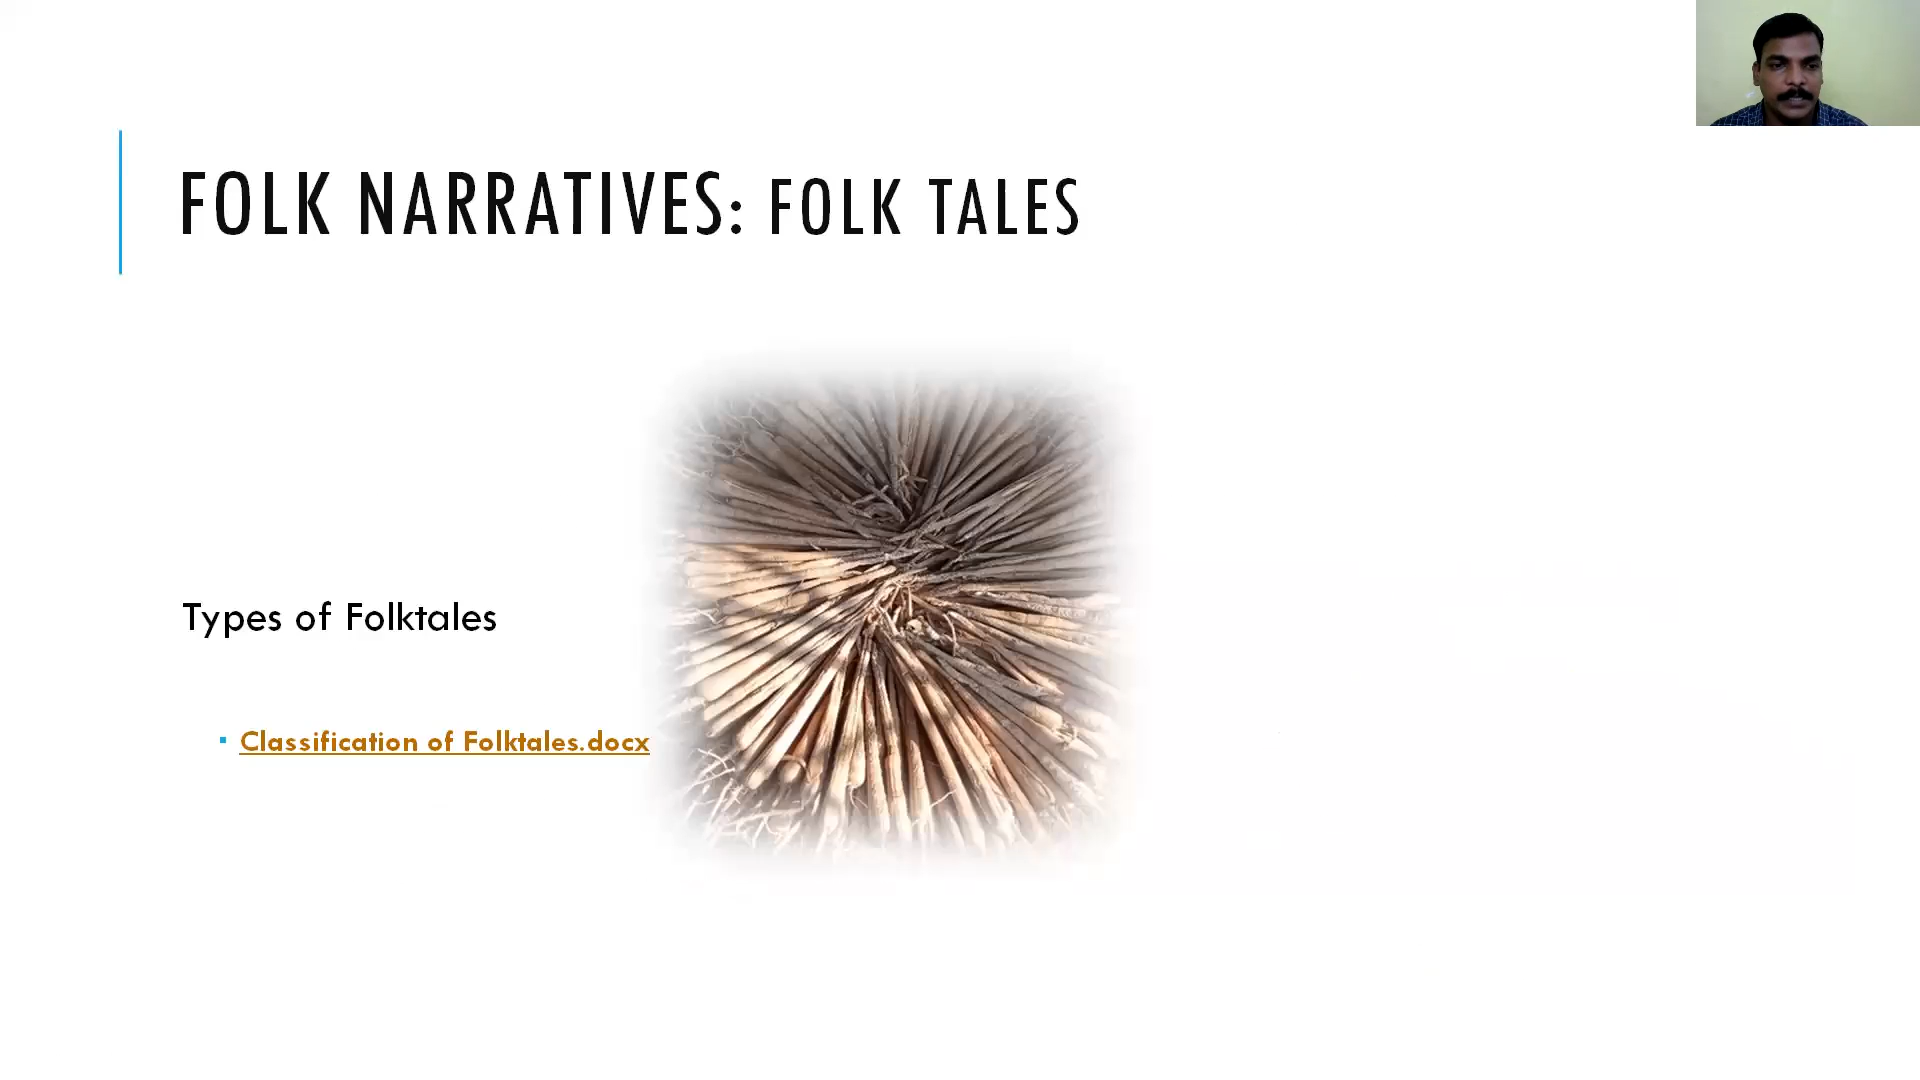 FOLK NARRATIVES: FOLK TALES
Types of Folktales
Classification of Folktales.docx